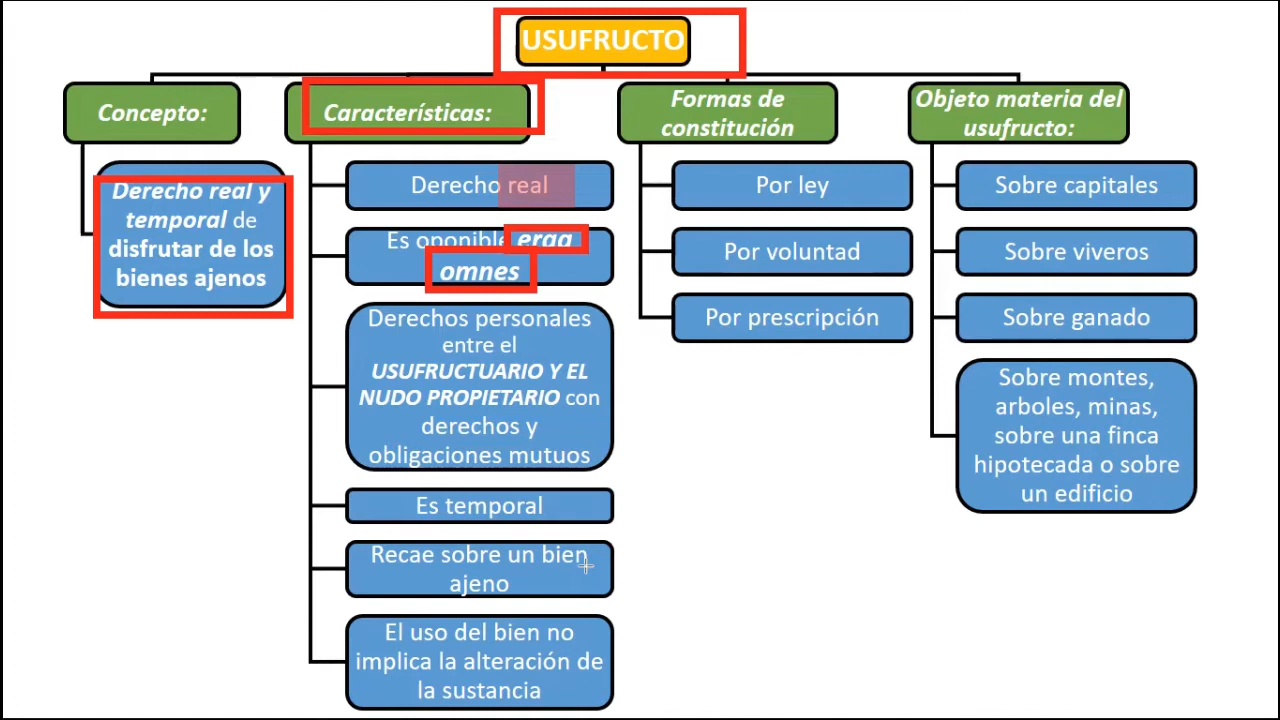 USUFRUCTO
Concepto:
Derecho real y
temporal de
disfrutar de los
bienes ajenos
Características:
Derecho real
Es oponible erga
omnes
Derechos personales
entre el
USUFRUCTUARIO Y EL
NUDO PROPIETARIO con
derechos y
obligaciones mutuos
Es temporal
Recae sobre un bien
ajeno
El uso del bien no
implica la alteración de
la sustancia
Formas de
constitución
Por ley
Por voluntad
Por prescripción
Objeto materia del
usufructo:
Sobre capitales
Sobre viveros
Sobre ganado
Sobre montes,
arboles, minas,
sobre una finca
hipotecada o sobre
un edificio